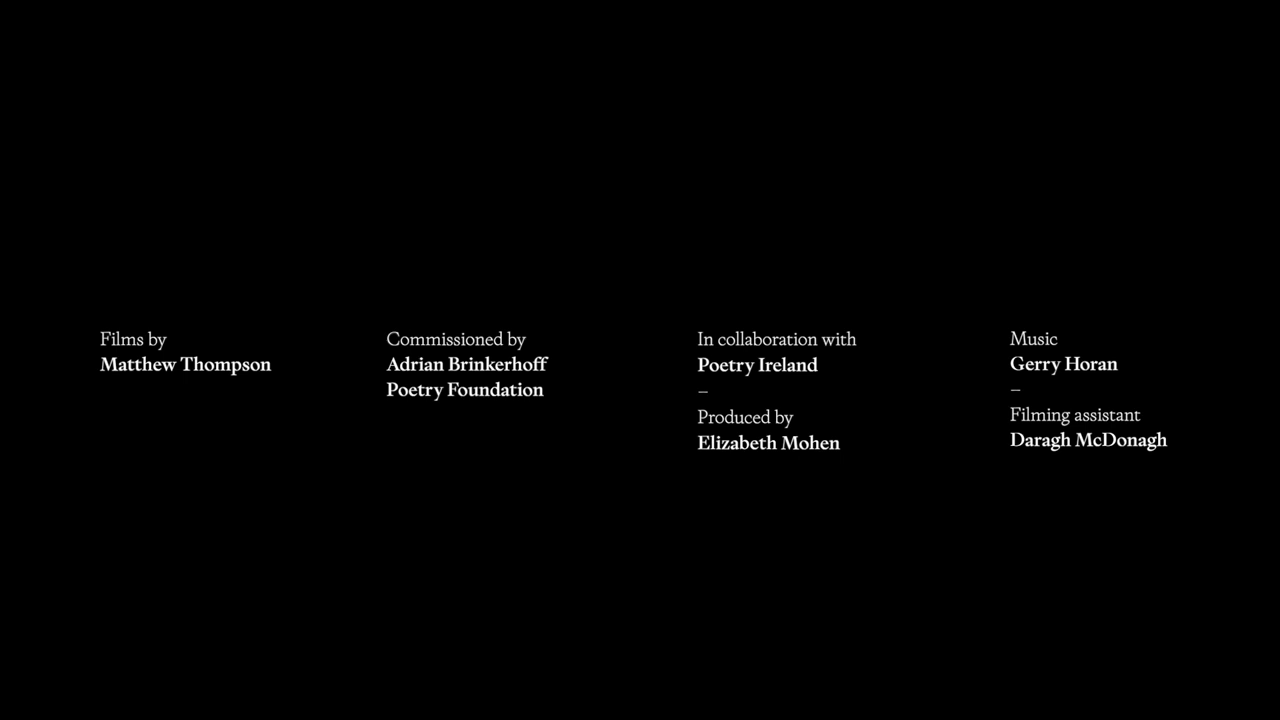 Films by
Matthew Thompson
Commissioned by
Adrian Brinkerhoff
Poetry Foundation
In collaboration with
Poetry Ireland
–
Produced by
Elizabeth Mohen
Music
Gerry Horan
–
Filming assistant
Daragh McDonagh